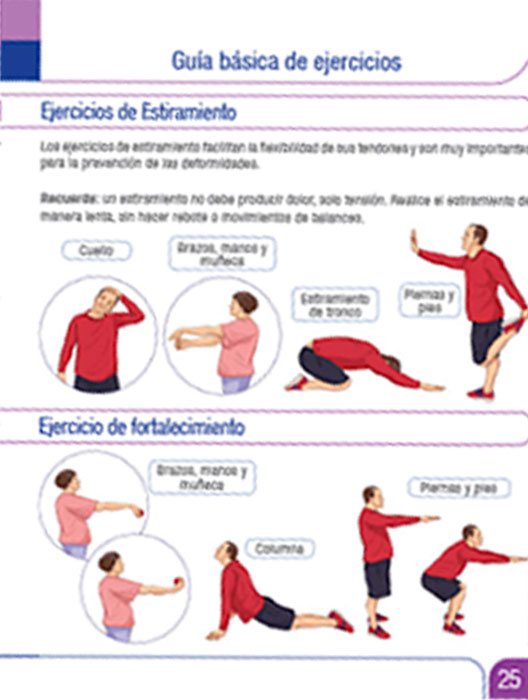 Guía básica de ejercicios
Ejercicios de Estiramiento
Los ejercicios de estiramiento facilitan la flexibilidad de sus tendones y son muy importantes
para la prevención de las deformidades.
Recuerde: un estiramiento no debe producir dolor, solo tensión. Realice el estiramiento de
manera lenta, sin hacer rebote o movimientos de balanceo.
Cuello
Brazos, manos y
muñeca
Estiramiento
de tronco
Piernas y
pies
Ejercicio de fortalecimiento
Brazos, manos y
muñeca
Columna
Piernas y pies
25